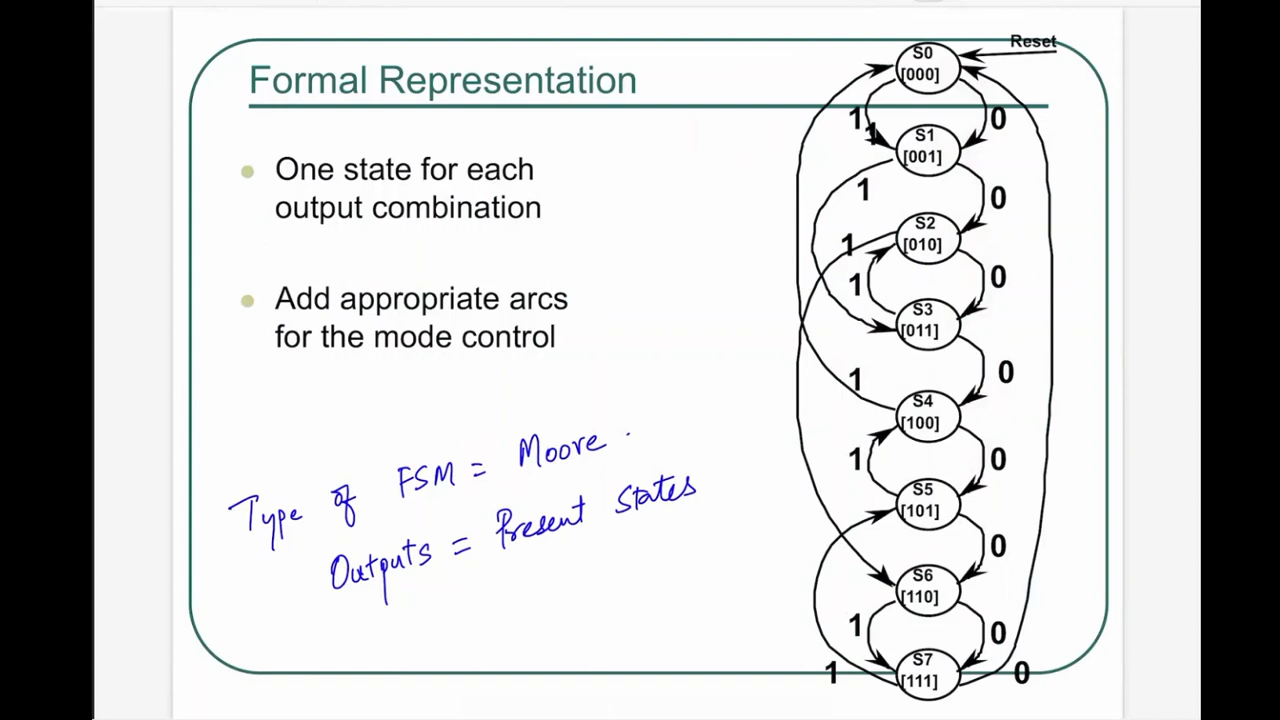 Formal Representation
One state for each
output combination
Add appropriate arcs
for the mode control
Type of FSM = Moore .
Outputs = Present States
Reset
S0
[000]
1
1
0
S1
[001]
1
0
S2
[010]
1
1
0
S3
[011]
1
0
S4
[100]
1
0
S5
[101]
0
S6
[110]
1
0
S7
[111]
1
0